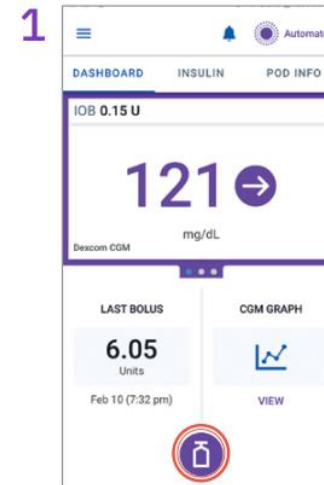 1
Automat
DASHBOARD INSULIN POD INFO
IOB 0.15 U
121
mg/dL
Dexcom CGM
LAST BOLUS CGM GRAPH
6.05
Units
Feb 10 (7:32 pm) VIEW